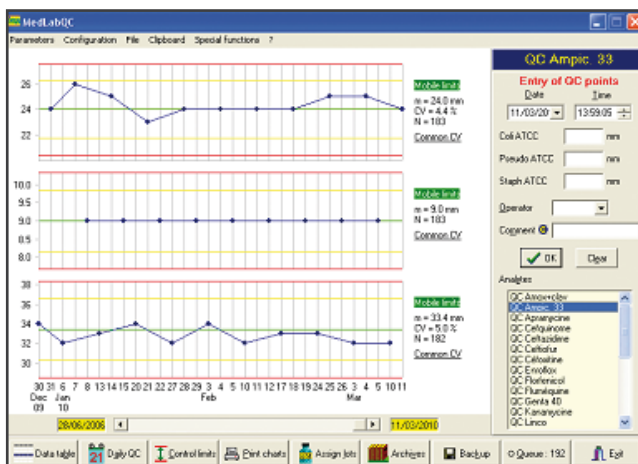 MedLabQC
Parameters Configuration File Clipboard Special functions ?
26
24
22
Mobile limits
m = 24.0 mm
CV = 4.4 %
N = 183
Common CV
10.0
9.5
9.0
8.5
8.0
Mobile limits
m = 9.0 mm
N = 183
Common CV
38
36
34
32
30
Mobile limits
m = 33.4 mm
CV = 5.0 %
N = 182
Common CV
30 31 6 7 8 13 14 15 20 21 22 27 28 29 3 4 5 10 11 12 17 18 19 24 25 26 3 4 5 10 11
Dec Jan Feb Mar
09 10
28/06/2006 11/03/2010
QC Ampic. 33
Entry of QC points
Date Time
11/03/20 13:59:05
Coli ATCC mm
Pseudo ATCC mm
Staph ATCC mm
Operator
Comment @
OK Clear
Analytes
QC Amox+clav
QC Ampic. 33
QC Apramycine
QC Cefquinome
QC Ceftazidime
QC Ceftiofur
QC Céfoxitine
QC Enroflox
QC Florfenicol
QC Fluméquine
QC Genta 40
QC Kanamycine
QC Linco
Data table Daily QC Control limits Print charts Assign lots Archives Backup Queue : 192 Exit